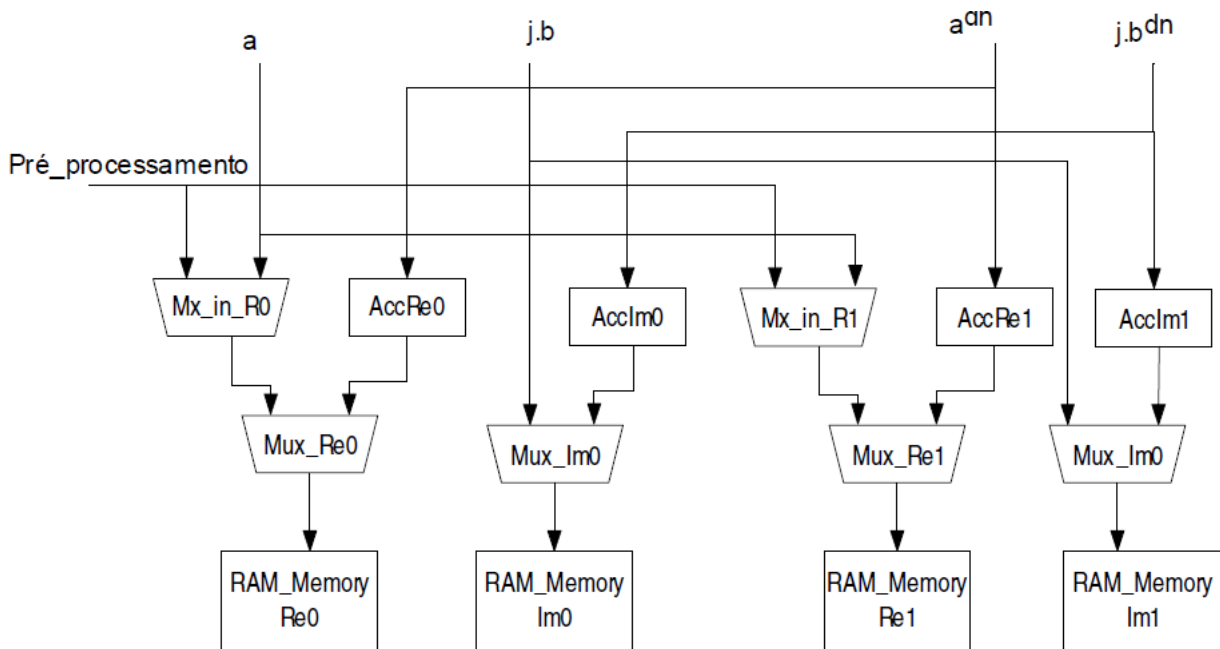 a j.b a^dn j.b^dn
Pré_processamento
Mx_in_R0 AccRe0 AccIm0 Mx_in_R1 AccRe1 AccIm1
Mux_Re0 Mux_Im0 Mux_Re1 Mux_Im0
RAM_Memory RAM_Memory RAM_Memory RAM_Memory
Re0 Im0 Re1 Im1